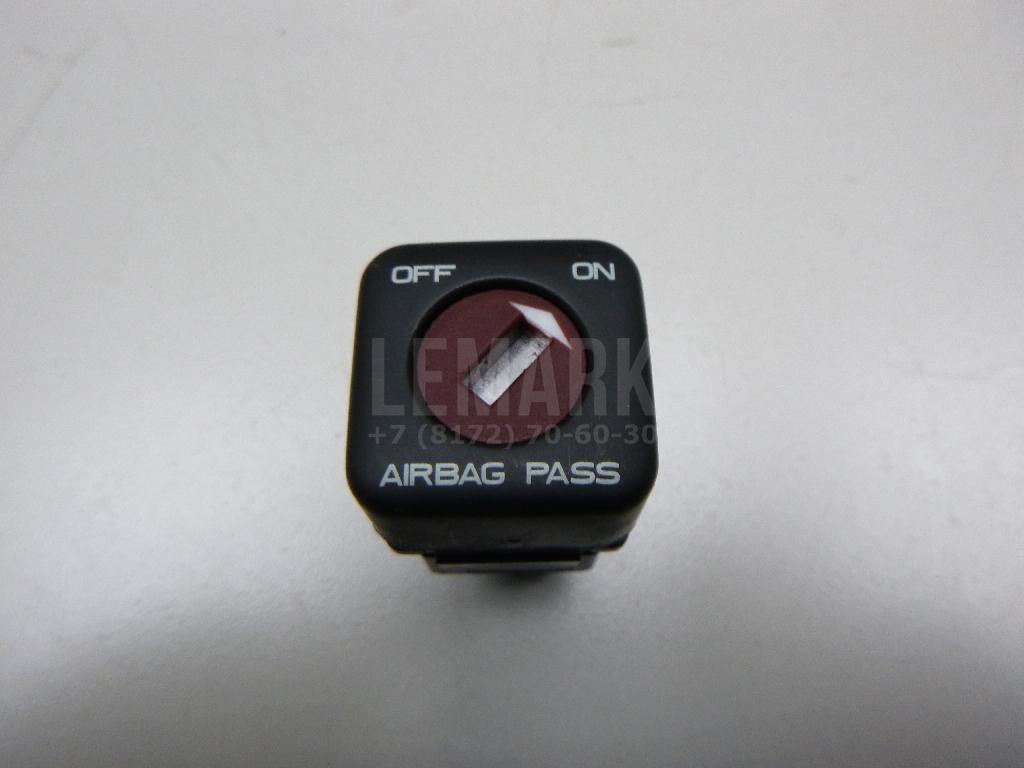 OFF ON
LEMARK
+7 (8172) 70-60-30
AIRBAG PASS